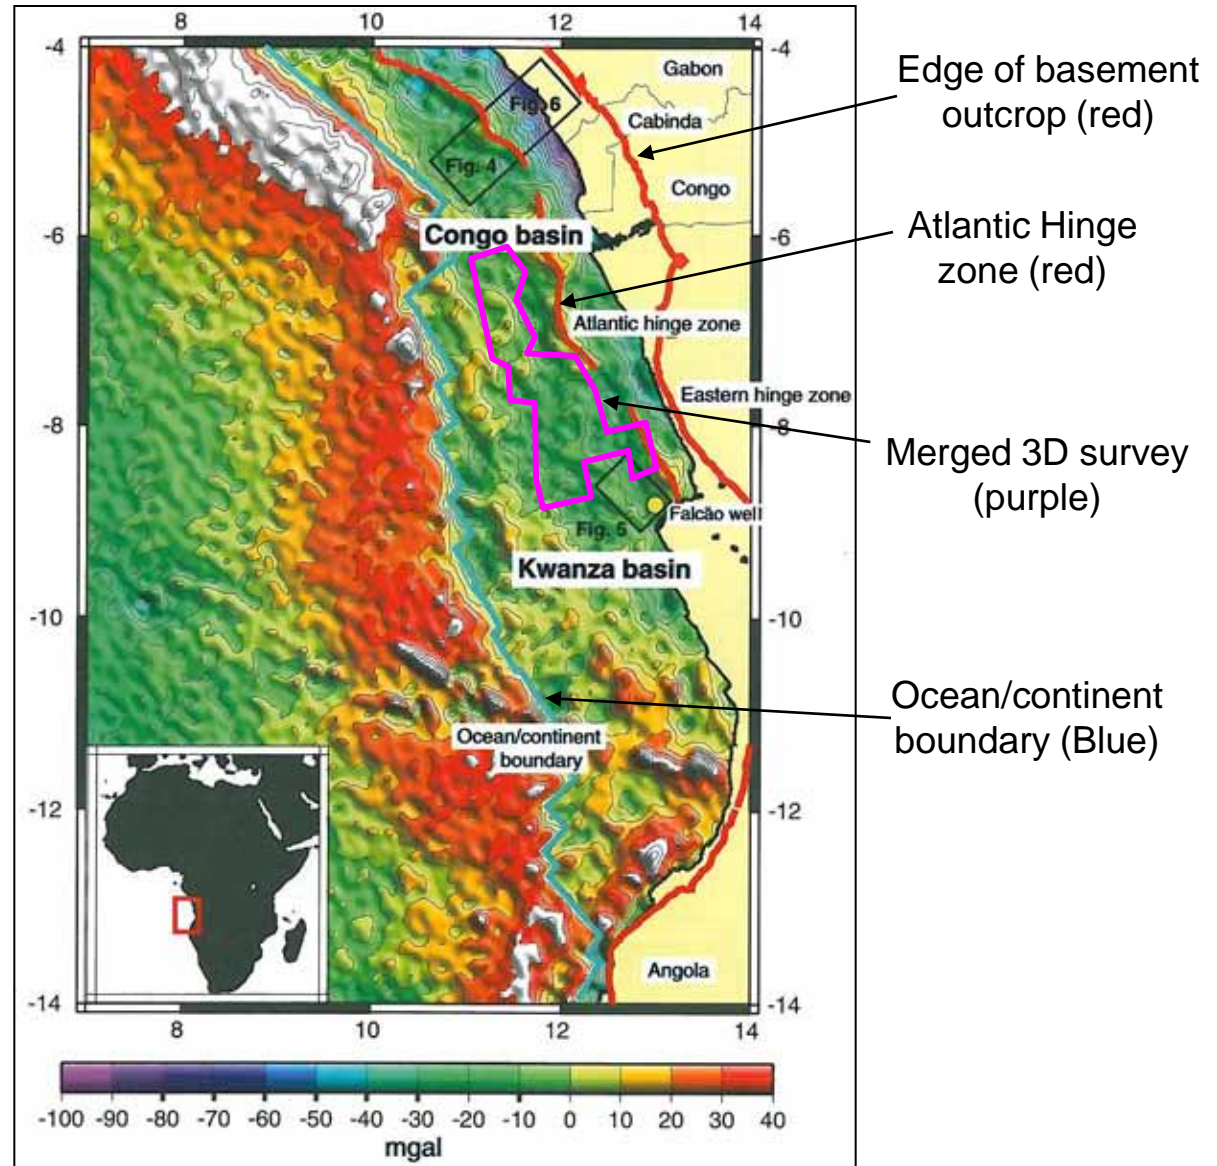 8 10 12
-4 -4
Gabon
Fig. 6
Cabinda
Fig. 4
Congo
-6 Congo basin -6
Atlantic hinge zone
Eastern hinge zone
-8 -8
Falcão well
Fig. 5
Kwanza basin
-10 -10
Ocean/continent
boundary
-12 -12
Angola
-14 -14
8 10 12 14
-100 -90 -80 -70 -60 -50 -40 -30 -20 -10 0 10 20 30 40
mgal
Edge of basement
outcrop (red)
Atlantic Hinge
zone (red)
Merged 3D survey
(purple)
Ocean/continent
boundary (Blue)